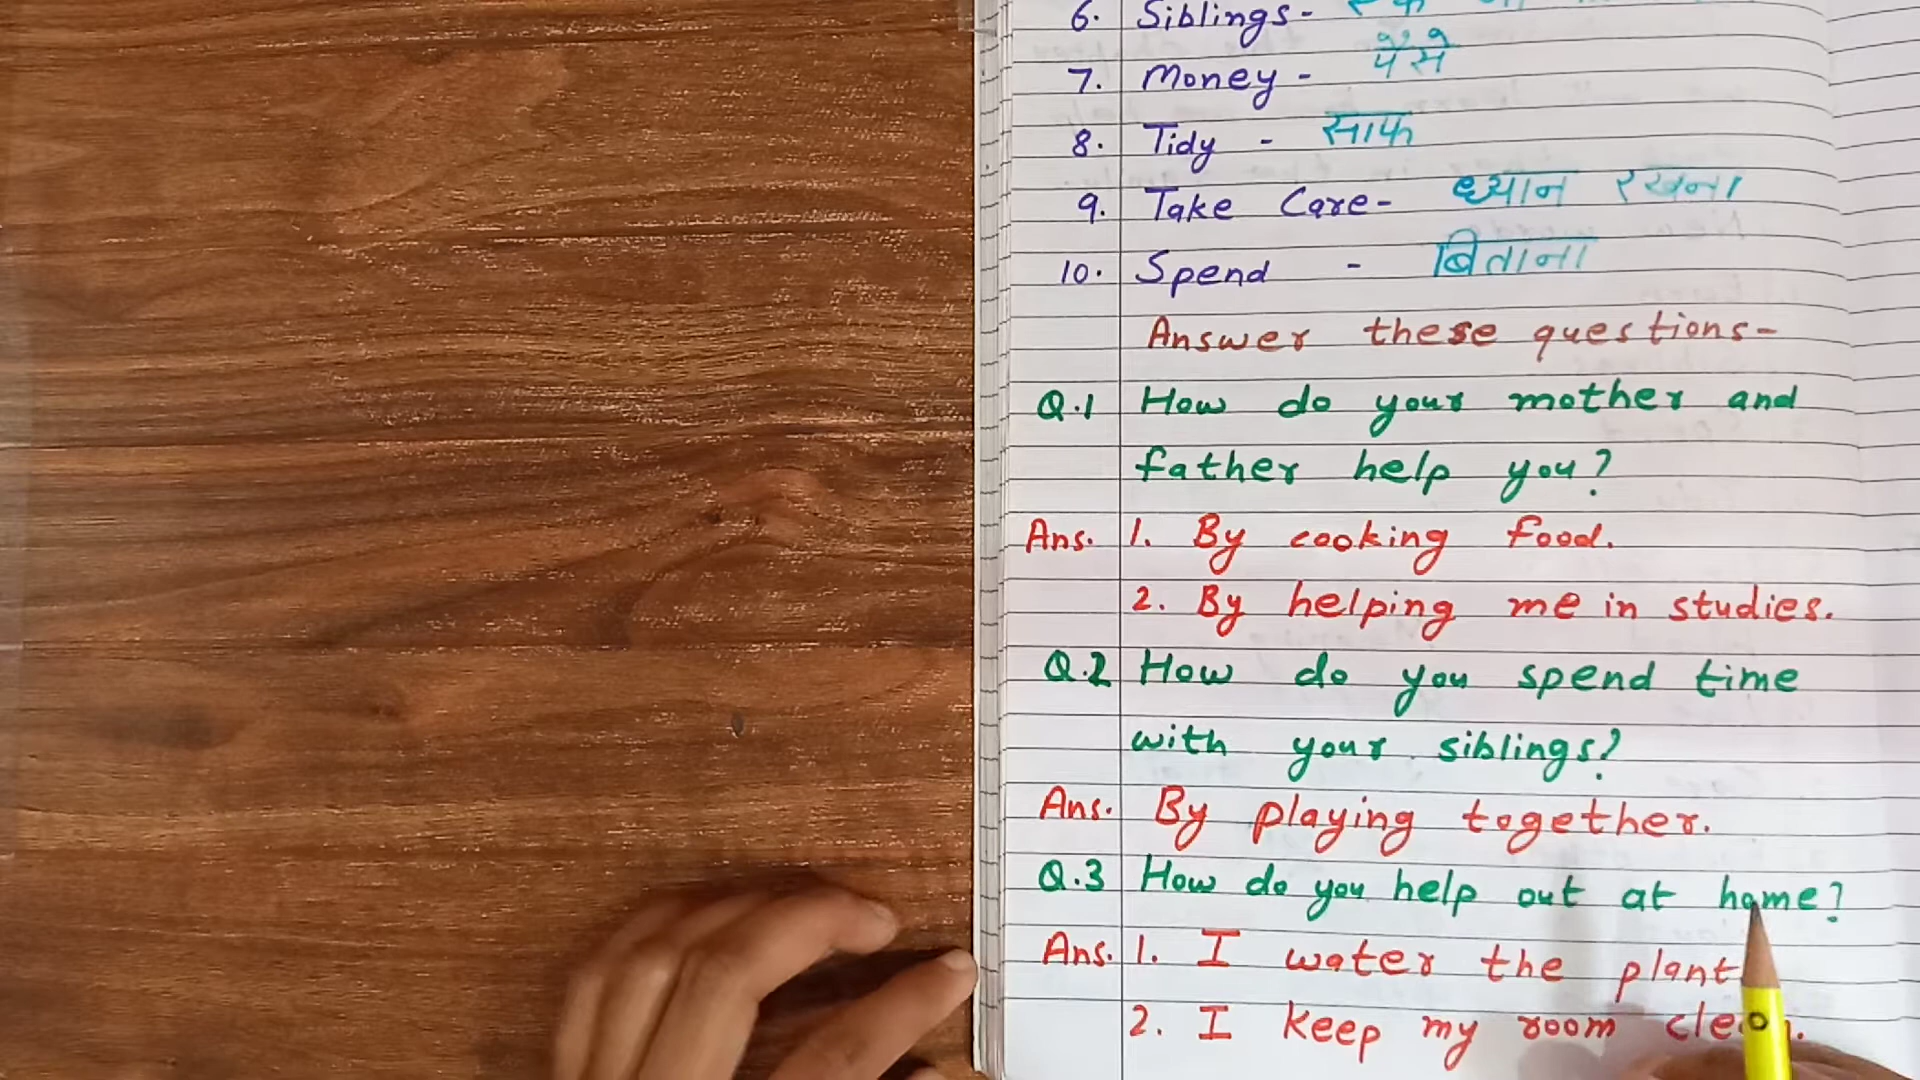 6. Siblings-
7. Money - पैसे
8. Tidy - साफ
9. Take Care- ध्यान रखना
10. Spend - बिताना
Answer these questions-
Q.1 How do your mother and
father help you?
Ans. 1. By cooking food.
2. By helping me in studies.
Q.2 How do you spend time
with your siblings?
Ans. By playing together.
Q.3 How do you help out at home?
Ans. 1. I water the plant
2. I keep my room clean.